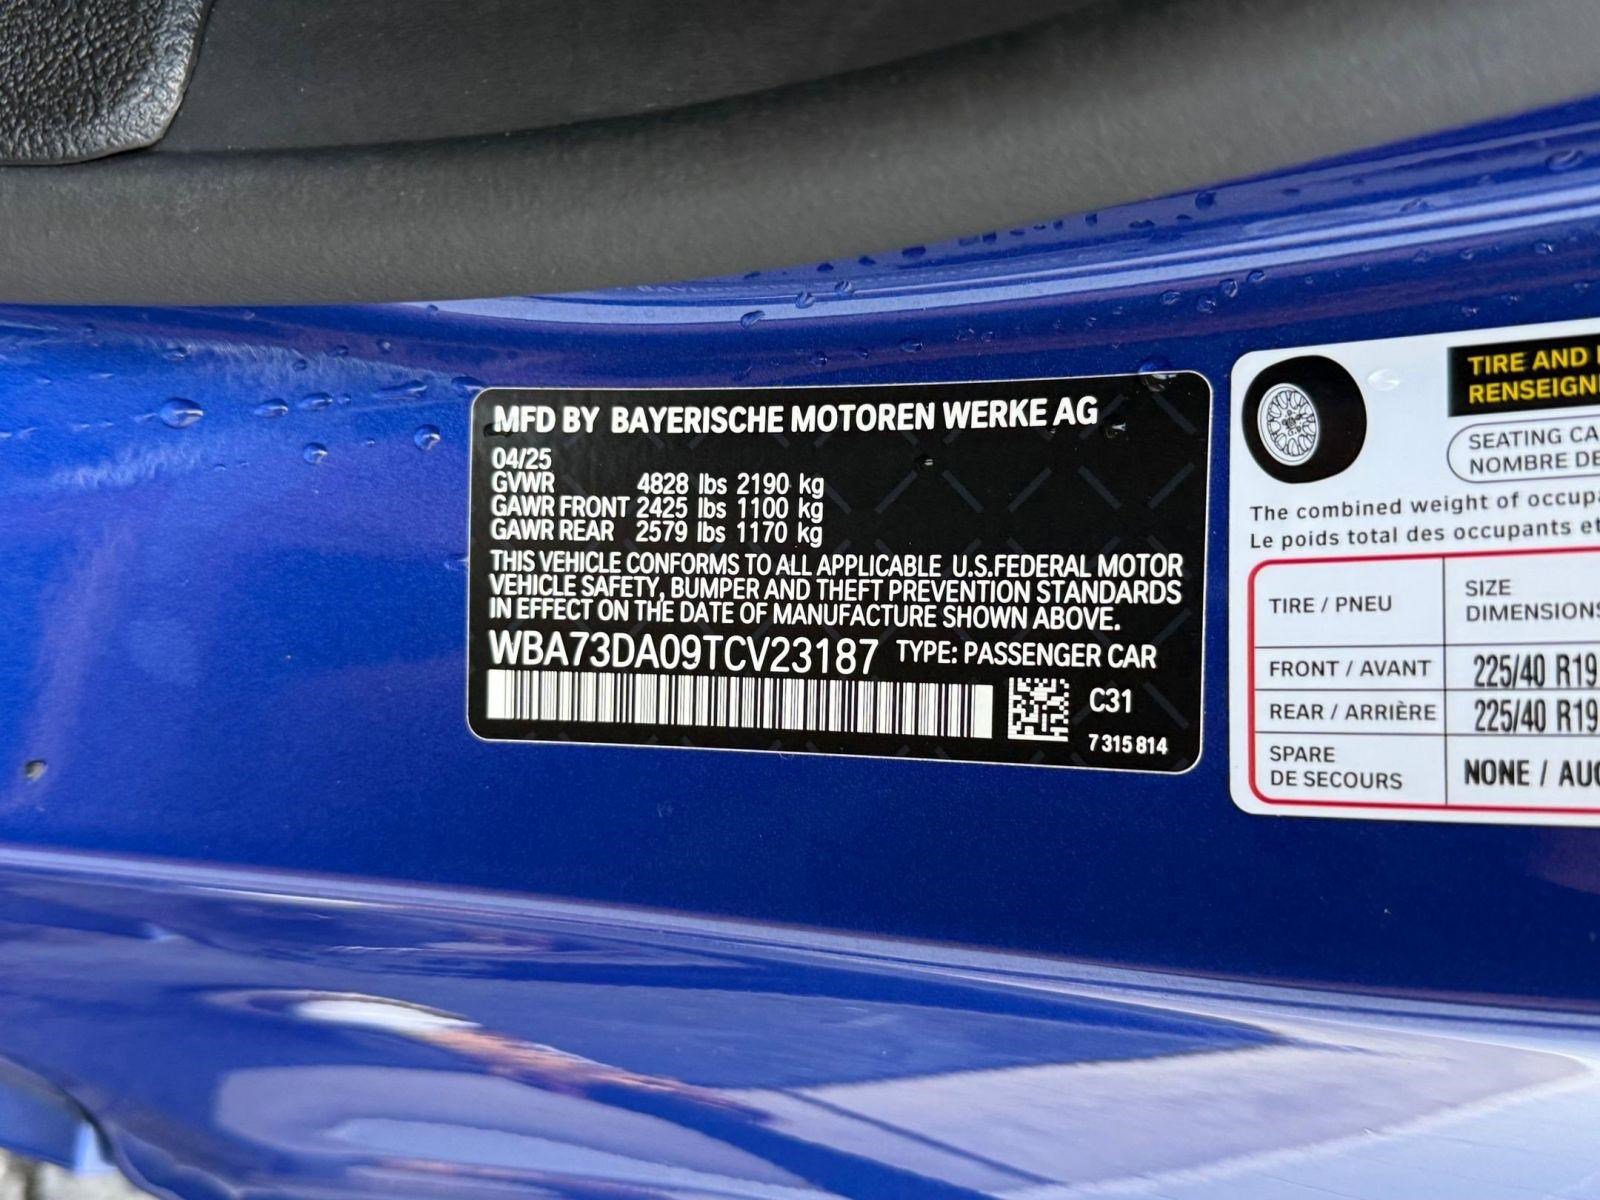 MFD BY BAYERISCHE MOTOREN WERKE AG
04/25
GVWR 4828 lbs 2190 kg
GAWR FRONT 2425 lbs 1100 kg
GAWR REAR 2579 lbs 1170 kg
THIS VEHICLE CONFORMS TO ALL APPLICABLE U.S.FEDERAL MOTOR
VEHICLE SAFETY, BUMPER AND THEFT PREVENTION STANDARDS
IN EFFECT ON THE DATE OF MANUFACTURE SHOWN ABOVE.
WBA73DA09TCV23187 TYPE: PASSENGER CAR
C31
7 315 814
TIRE AND
RENSEIGN
SEATING CA
NOMBRE DE
The combined weight of occup
Le poids total des occupants et
TIRE / PNEU
SIZE
DIMENSIONS
FRONT / AVANT 225/40 R19
REAR / ARRIÈRE 225/40 R19
SPARE
DE SECOURS
NONE / AUC